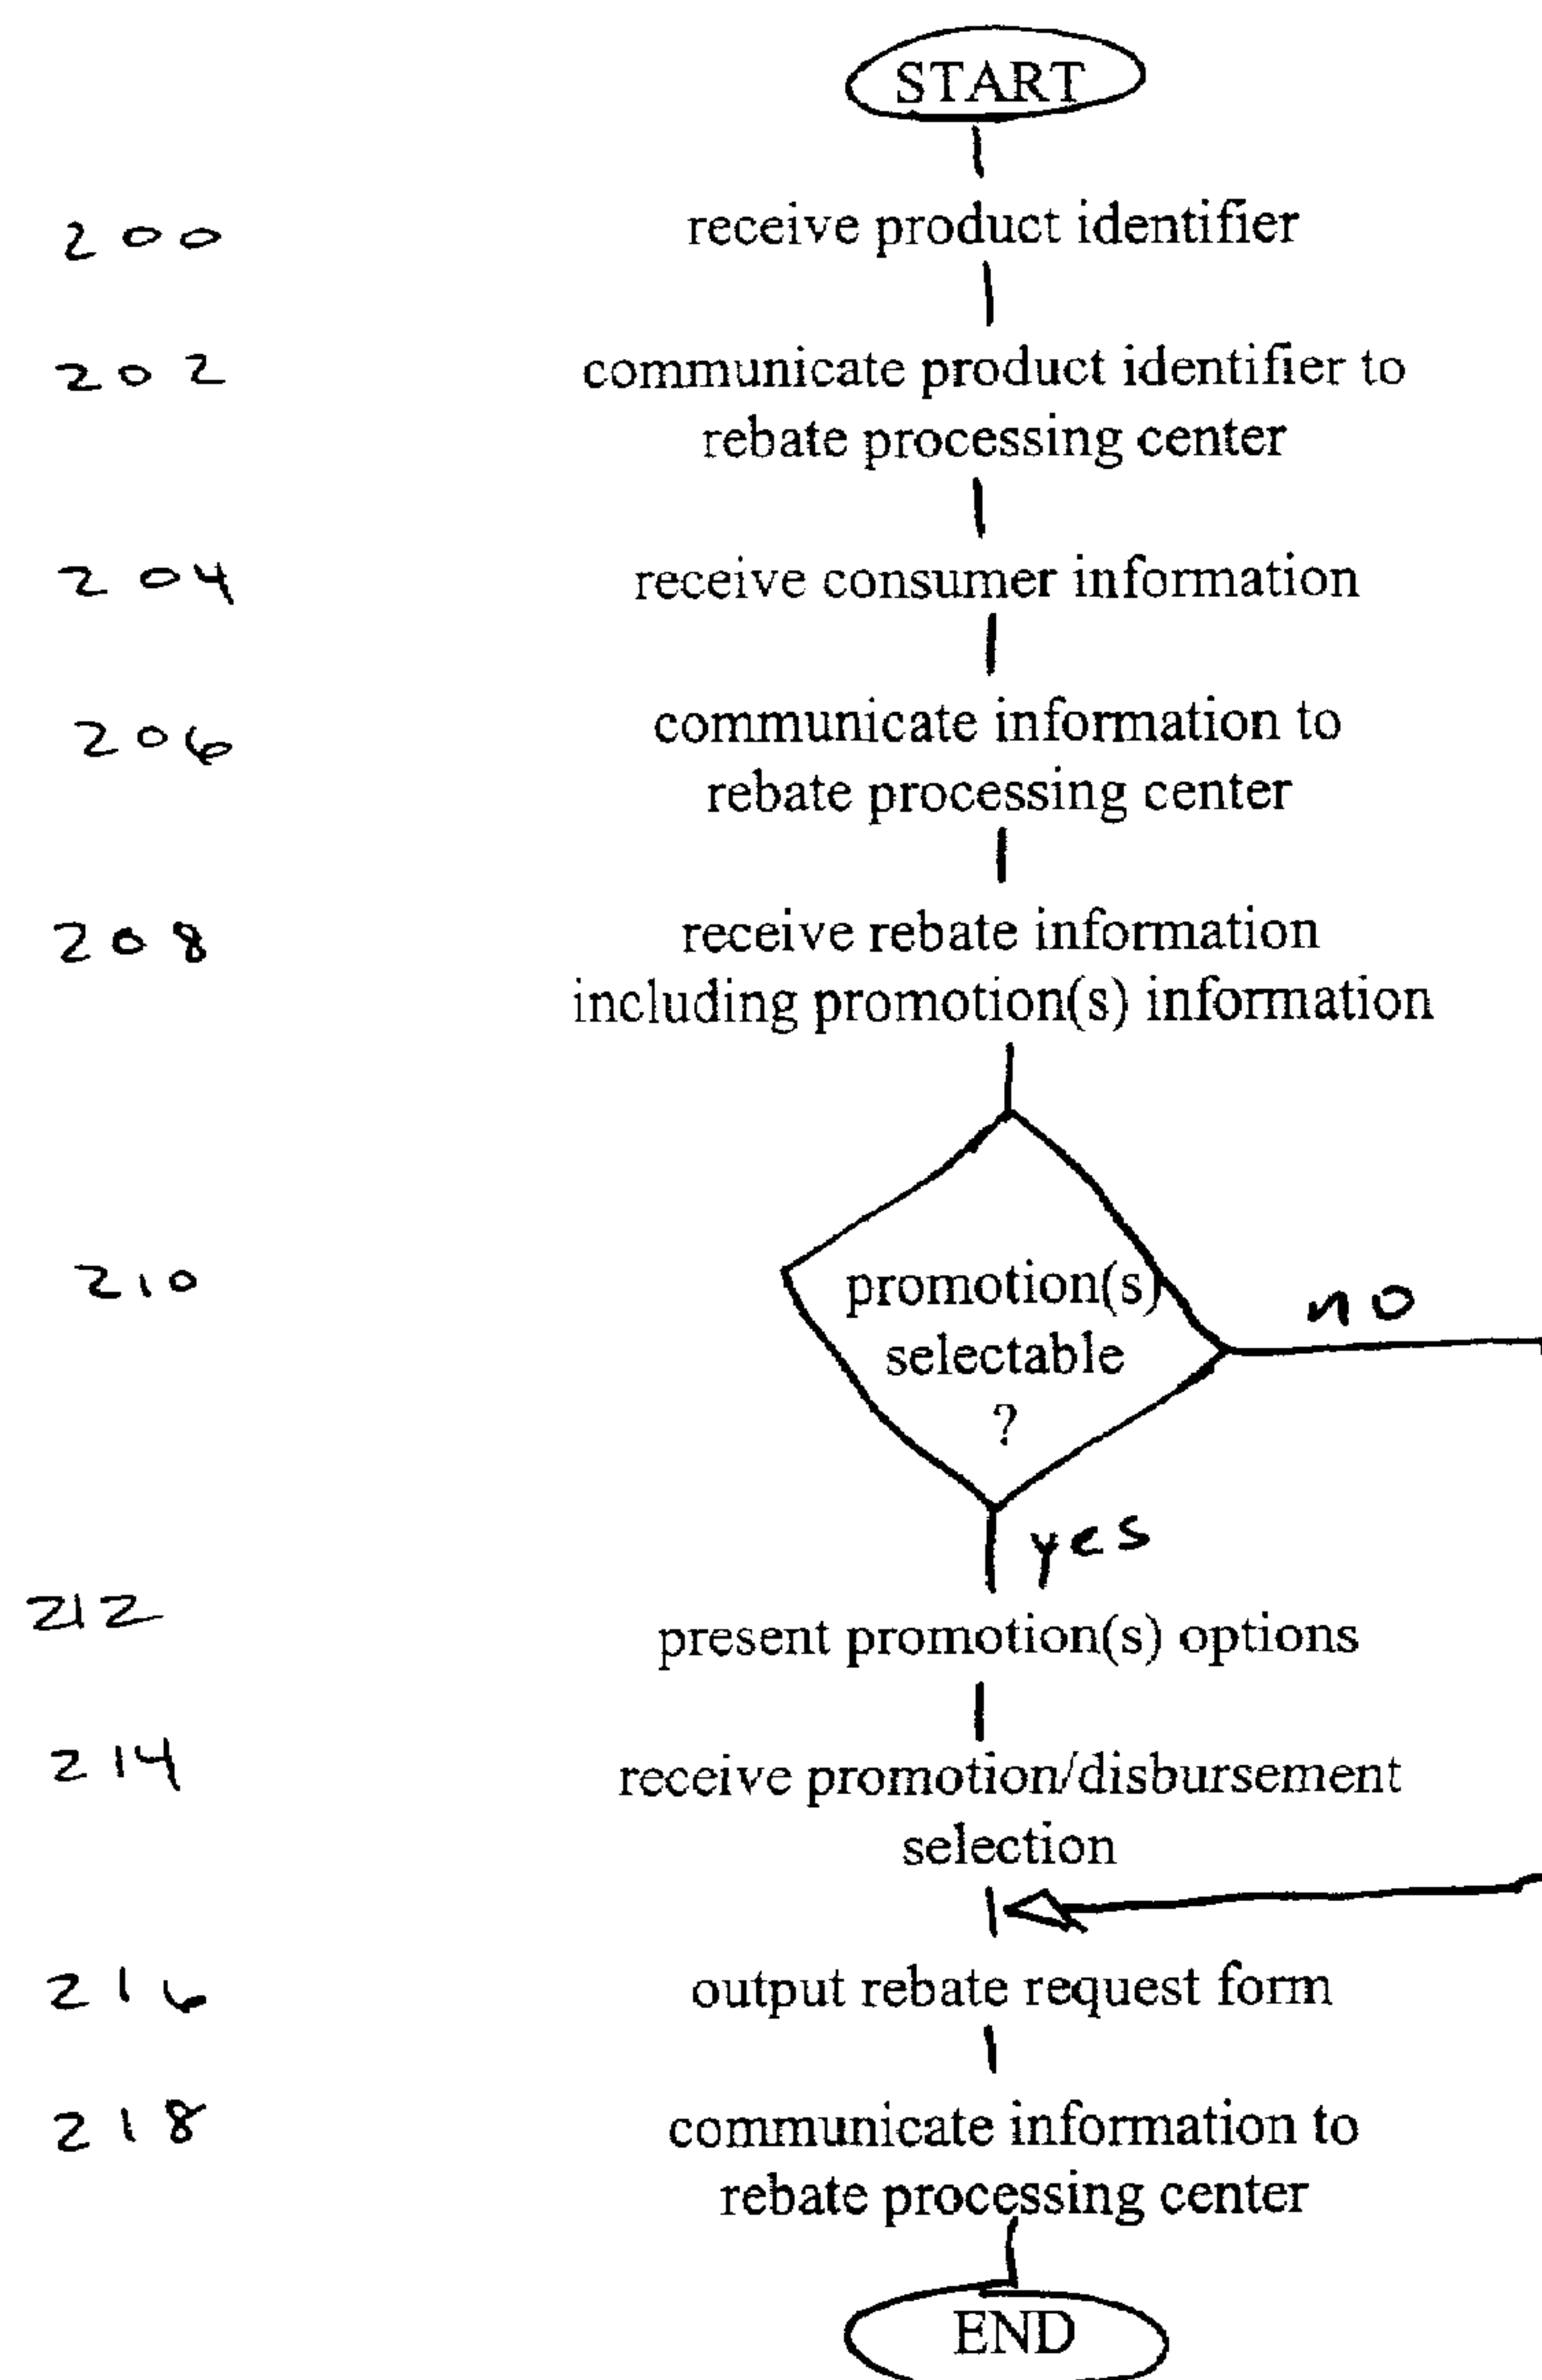 START
200 receive product identifier
202 communicate product identifier to
rebate processing center
204 receive consumer information
206 communicate information to
rebate processing center
208 receive rebate information
including promotion(s) information
210 promotion(s)
selectable
?
no
yes
212 present promotion(s) options
214 receive promotion/disbursement
selection
216 output rebate request form
218 communicate information to
rebate processing center
END